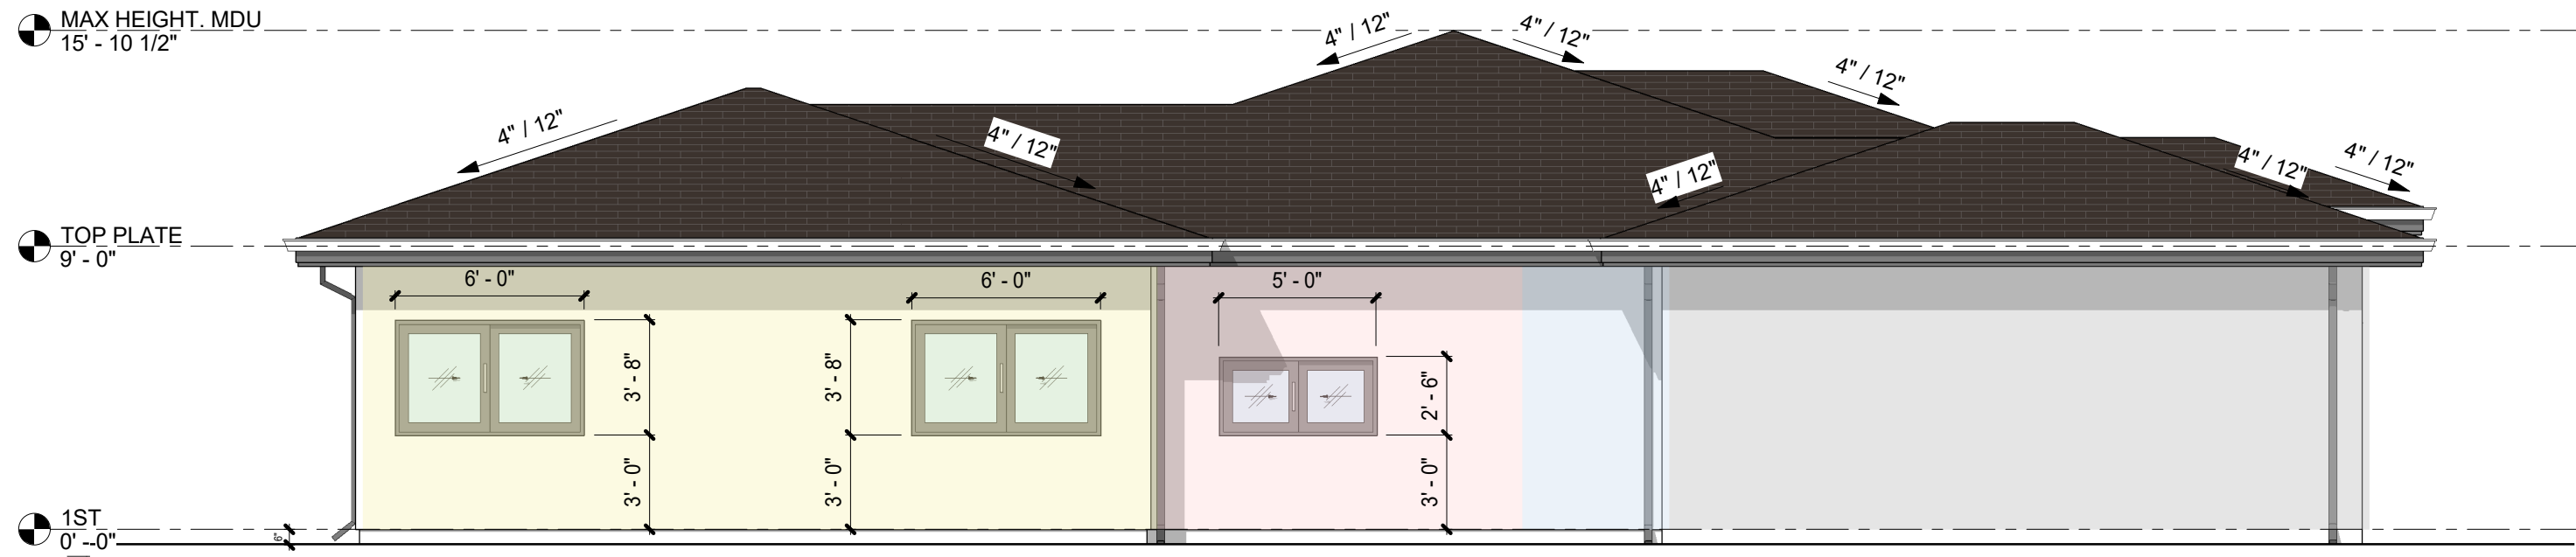 MAX HEIGHT. MDU
15' - 10 1/2"
4" / 12"
4" / 12"
4" / 12"
4" / 12"
4" / 12"
4" / 12"
4" / 12"
4" / 12"
TOP PLATE
9' - 0"
6' - 0"
6' - 0"
5' - 0"
3' - 8"
3' - 8"
2' - 6"
3' - 0"
3' - 0"
3' - 0"
1ST
0' - 0"
6"